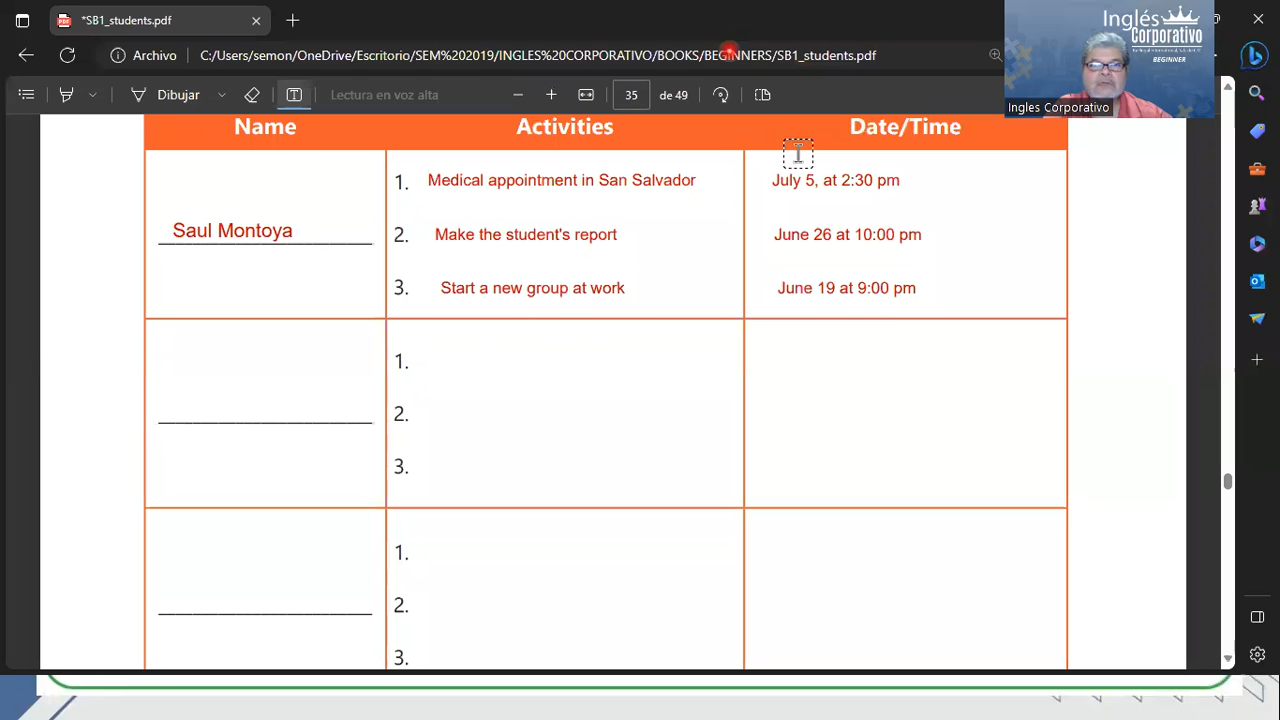 *SB1_students.pdf
Archivo
C:/Users/semon/OneDrive/Escritorio/SEM%202019/INGLES%20CORPORATIVO/BOOKS/BEGINNERS/SB1_students.pdf
Inglés
Corporativo
BEGINNER
Ingles Corporativo
Dibujar
Lectura en voz alta
35
de 49
Name
Activities
Date/Time
Saul Montoya
1.
Medical appointment in San Salvador
July 5, at 2:30 pm
2.
Make the student's report
June 26 at 10:00 pm
3.
Start a new group at work
June 19 at 9:00 pm
1.
2.
3.
1.
2.
3.